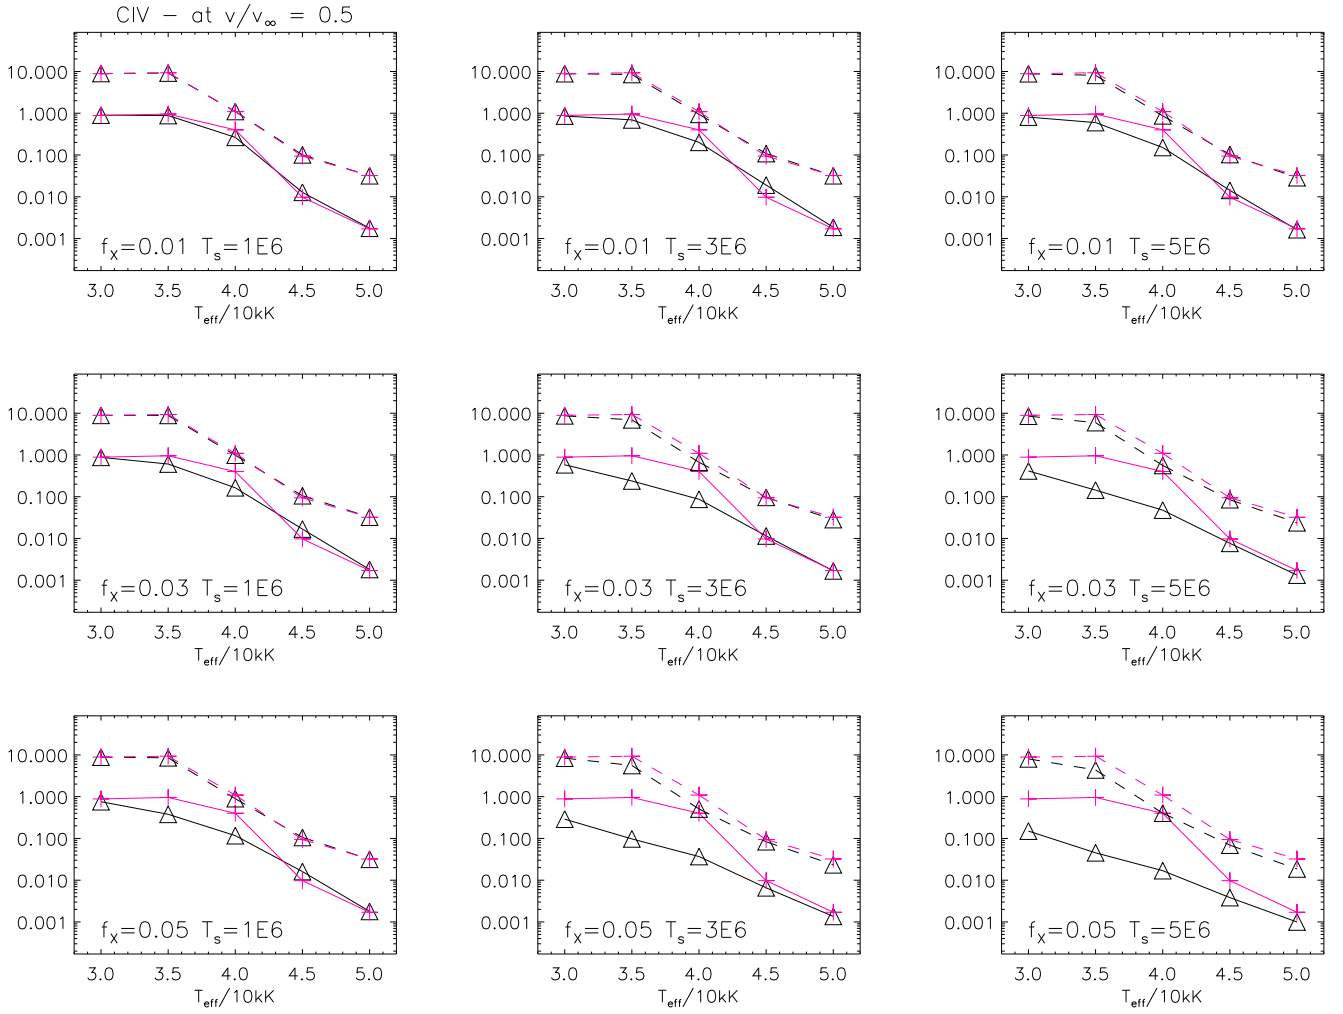 CIV − at v/v∞ = 0.5
10.000 10.000 10.000
1.000 1.000 1.000
0.100 0.100 0.100
0.010 0.010 0.010
0.001 0.001 0.001
fX=0.01 Ts=1E6 fX=0.01 Ts=3E6 fX=0.01 Ts=5E6
3.0 3.5 4.0 4.5 5.0 3.0 3.5 4.0 4.5 5.0 3.0 3.5 4.0 4.5 5.0
Teff/10kK Teff/10kK Teff/10kK
10.000 10.000 10.000
1.000 1.000 1.000
0.100 0.100 0.100
0.010 0.010 0.010
0.001 0.001 0.001
fX=0.03 Ts=1E6 fX=0.03 Ts=3E6 fX=0.03 Ts=5E6
3.0 3.5 4.0 4.5 5.0 3.0 3.5 4.0 4.5 5.0 3.0 3.5 4.0 4.5 5.0
Teff/10kK Teff/10kK Teff/10kK
10.000 10.000 10.000
1.000 1.000 1.000
0.100 0.100 0.100
0.010 0.010 0.010
0.001 0.001 0.001
fX=0.05 Ts=1E6 fX=0.05 Ts=3E6 fX=0.05 Ts=5E6
3.0 3.5 4.0 4.5 5.0 3.0 3.5 4.0 4.5 5.0 3.0 3.5 4.0 4.5 5.0
Teff/10kK Teff/10kK Teff/10kK